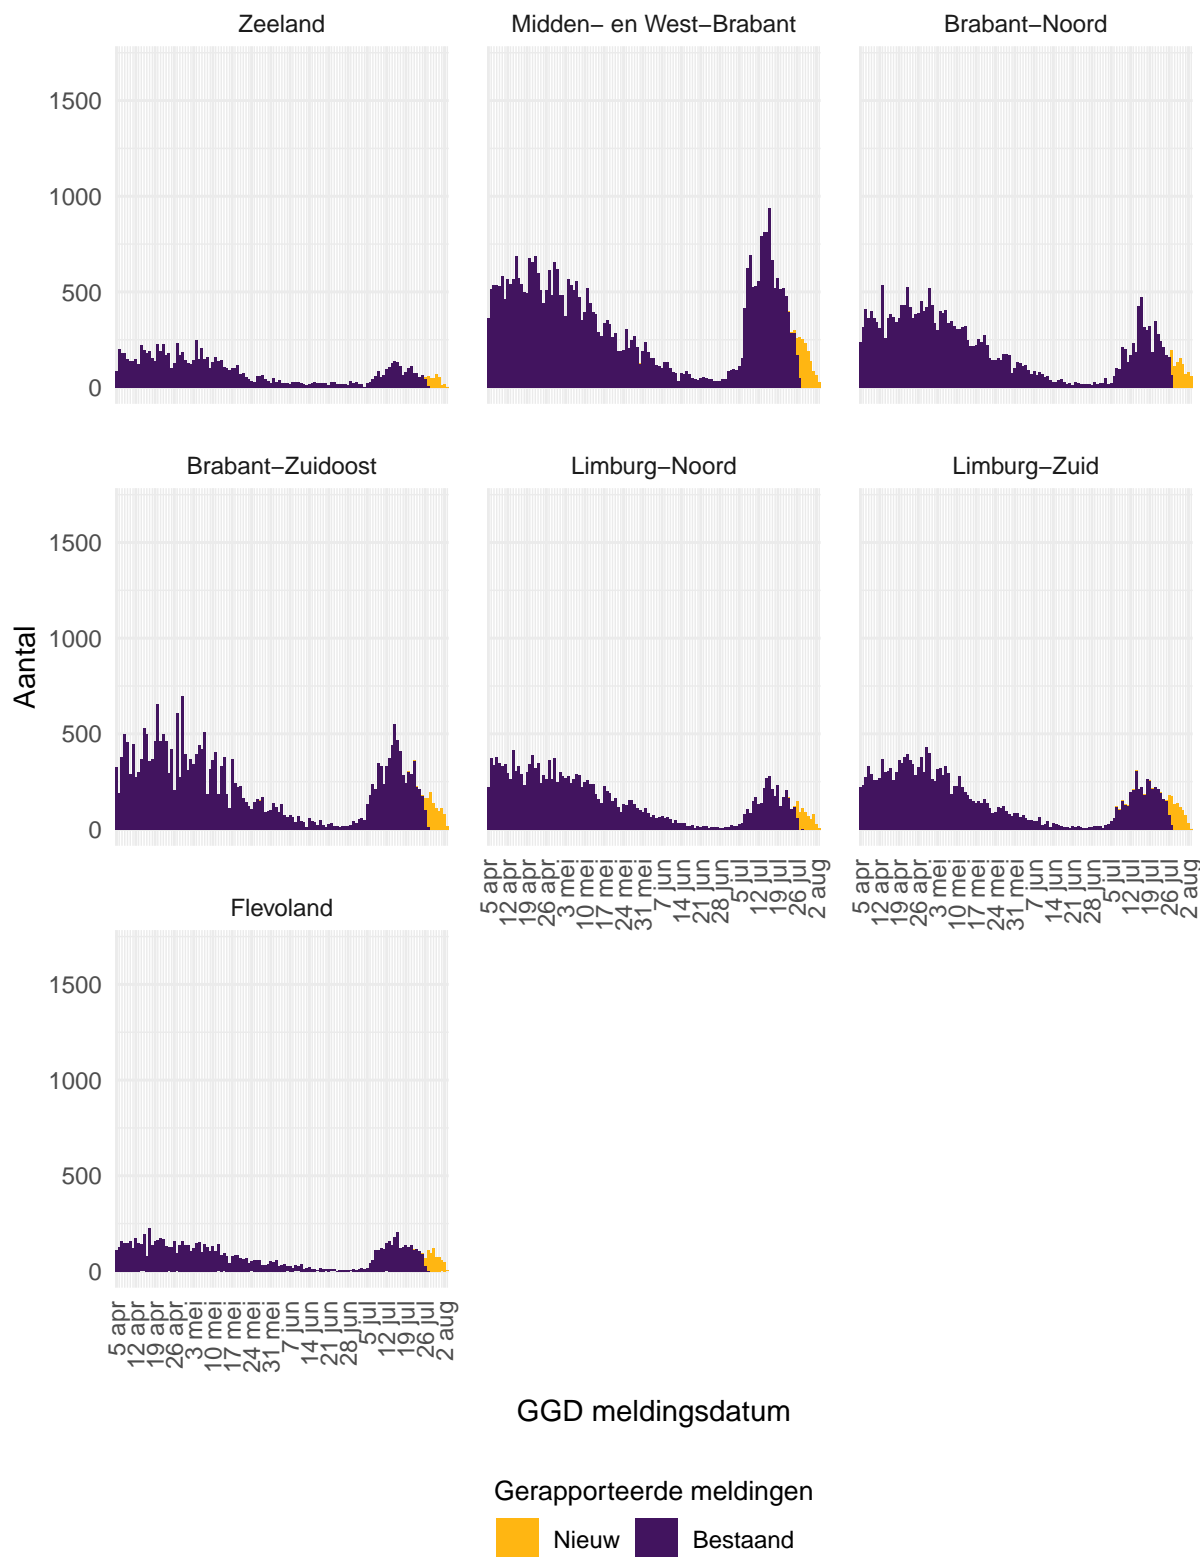 Zeeland
Midden− en West−Brabant
Brabant−Noord
1500
1000
500
0
Brabant−Zuidoost
Limburg−Noord
Limburg−Zuid
1500
1000
500
0
5 apr
12 apr
19 apr
26 apr
3 mei
10 mei
17 mei
24 mei
31 mei
7 jun
14 jun
21 jun
28 jun
5 jul
12 jul
19 jul
26 jul
2 aug
5 apr
12 apr
19 apr
26 apr
3 mei
10 mei
17 mei
24 mei
31 mei
7 jun
14 jun
21 jun
28 jun
5 jul
12 jul
19 jul
26 jul
2 aug
Flevoland
1500
1000
500
0
5 apr
12 apr
19 apr
26 apr
3 mei
10 mei
17 mei
24 mei
31 mei
7 jun
14 jun
21 jun
28 jun
5 jul
12 jul
19 jul
26 jul
2 aug
Aantal
GGD meldingsdatum
Gerapporteerde meldingen
Nieuw
Bestaand